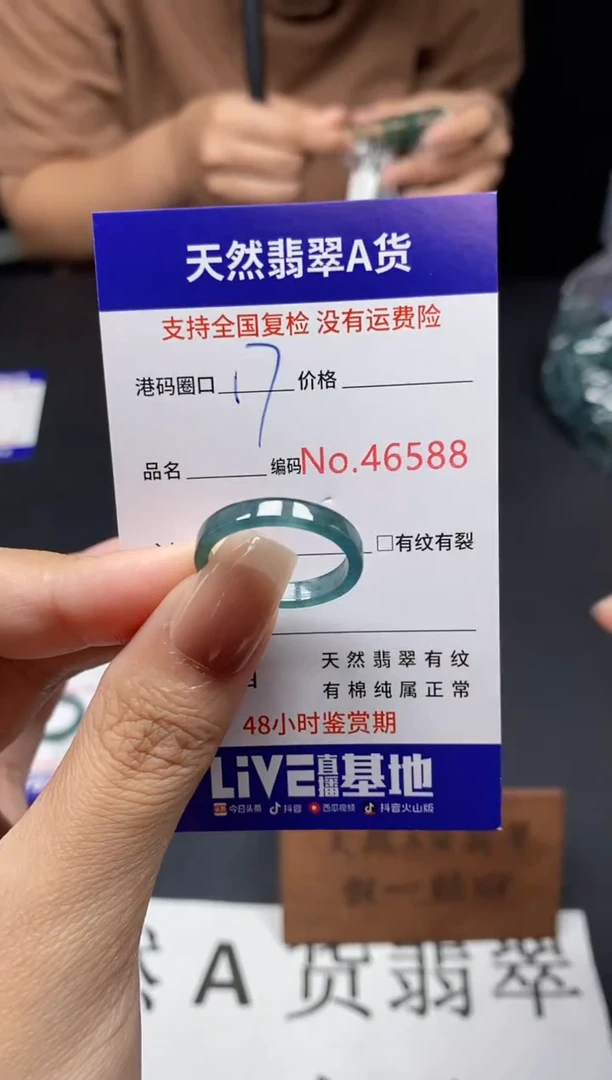 天然翡翠A货
支持全国复检 没有运费险
港码圈口 17 价格
品名 编码No.46588
□有纹有裂
天然翡翠有纹
有棉纯属正常
48小时鉴赏期
LiVE直播基地
今日头条 抖音 西瓜视频 抖音火山版
A货翡翠